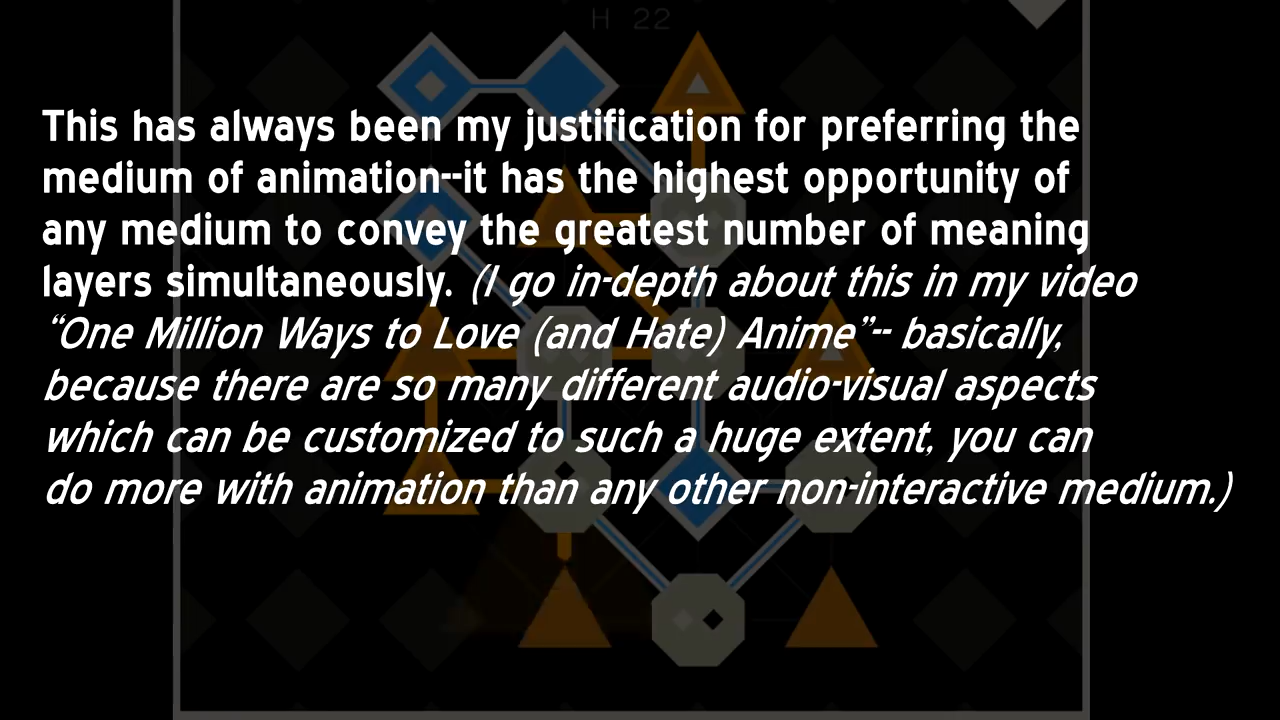 H 22
This has always been my justification for preferring the
medium of animation--it has the highest opportunity of
any medium to convey the greatest number of meaning
layers simultaneously. (I go in-depth about this in my video
“One Million Ways to Love (and Hate) Anime”-- basically,
because there are so many different audio-visual aspects
which can be customized to such a huge extent, you can
do more with animation than any other non-interactive medium.)